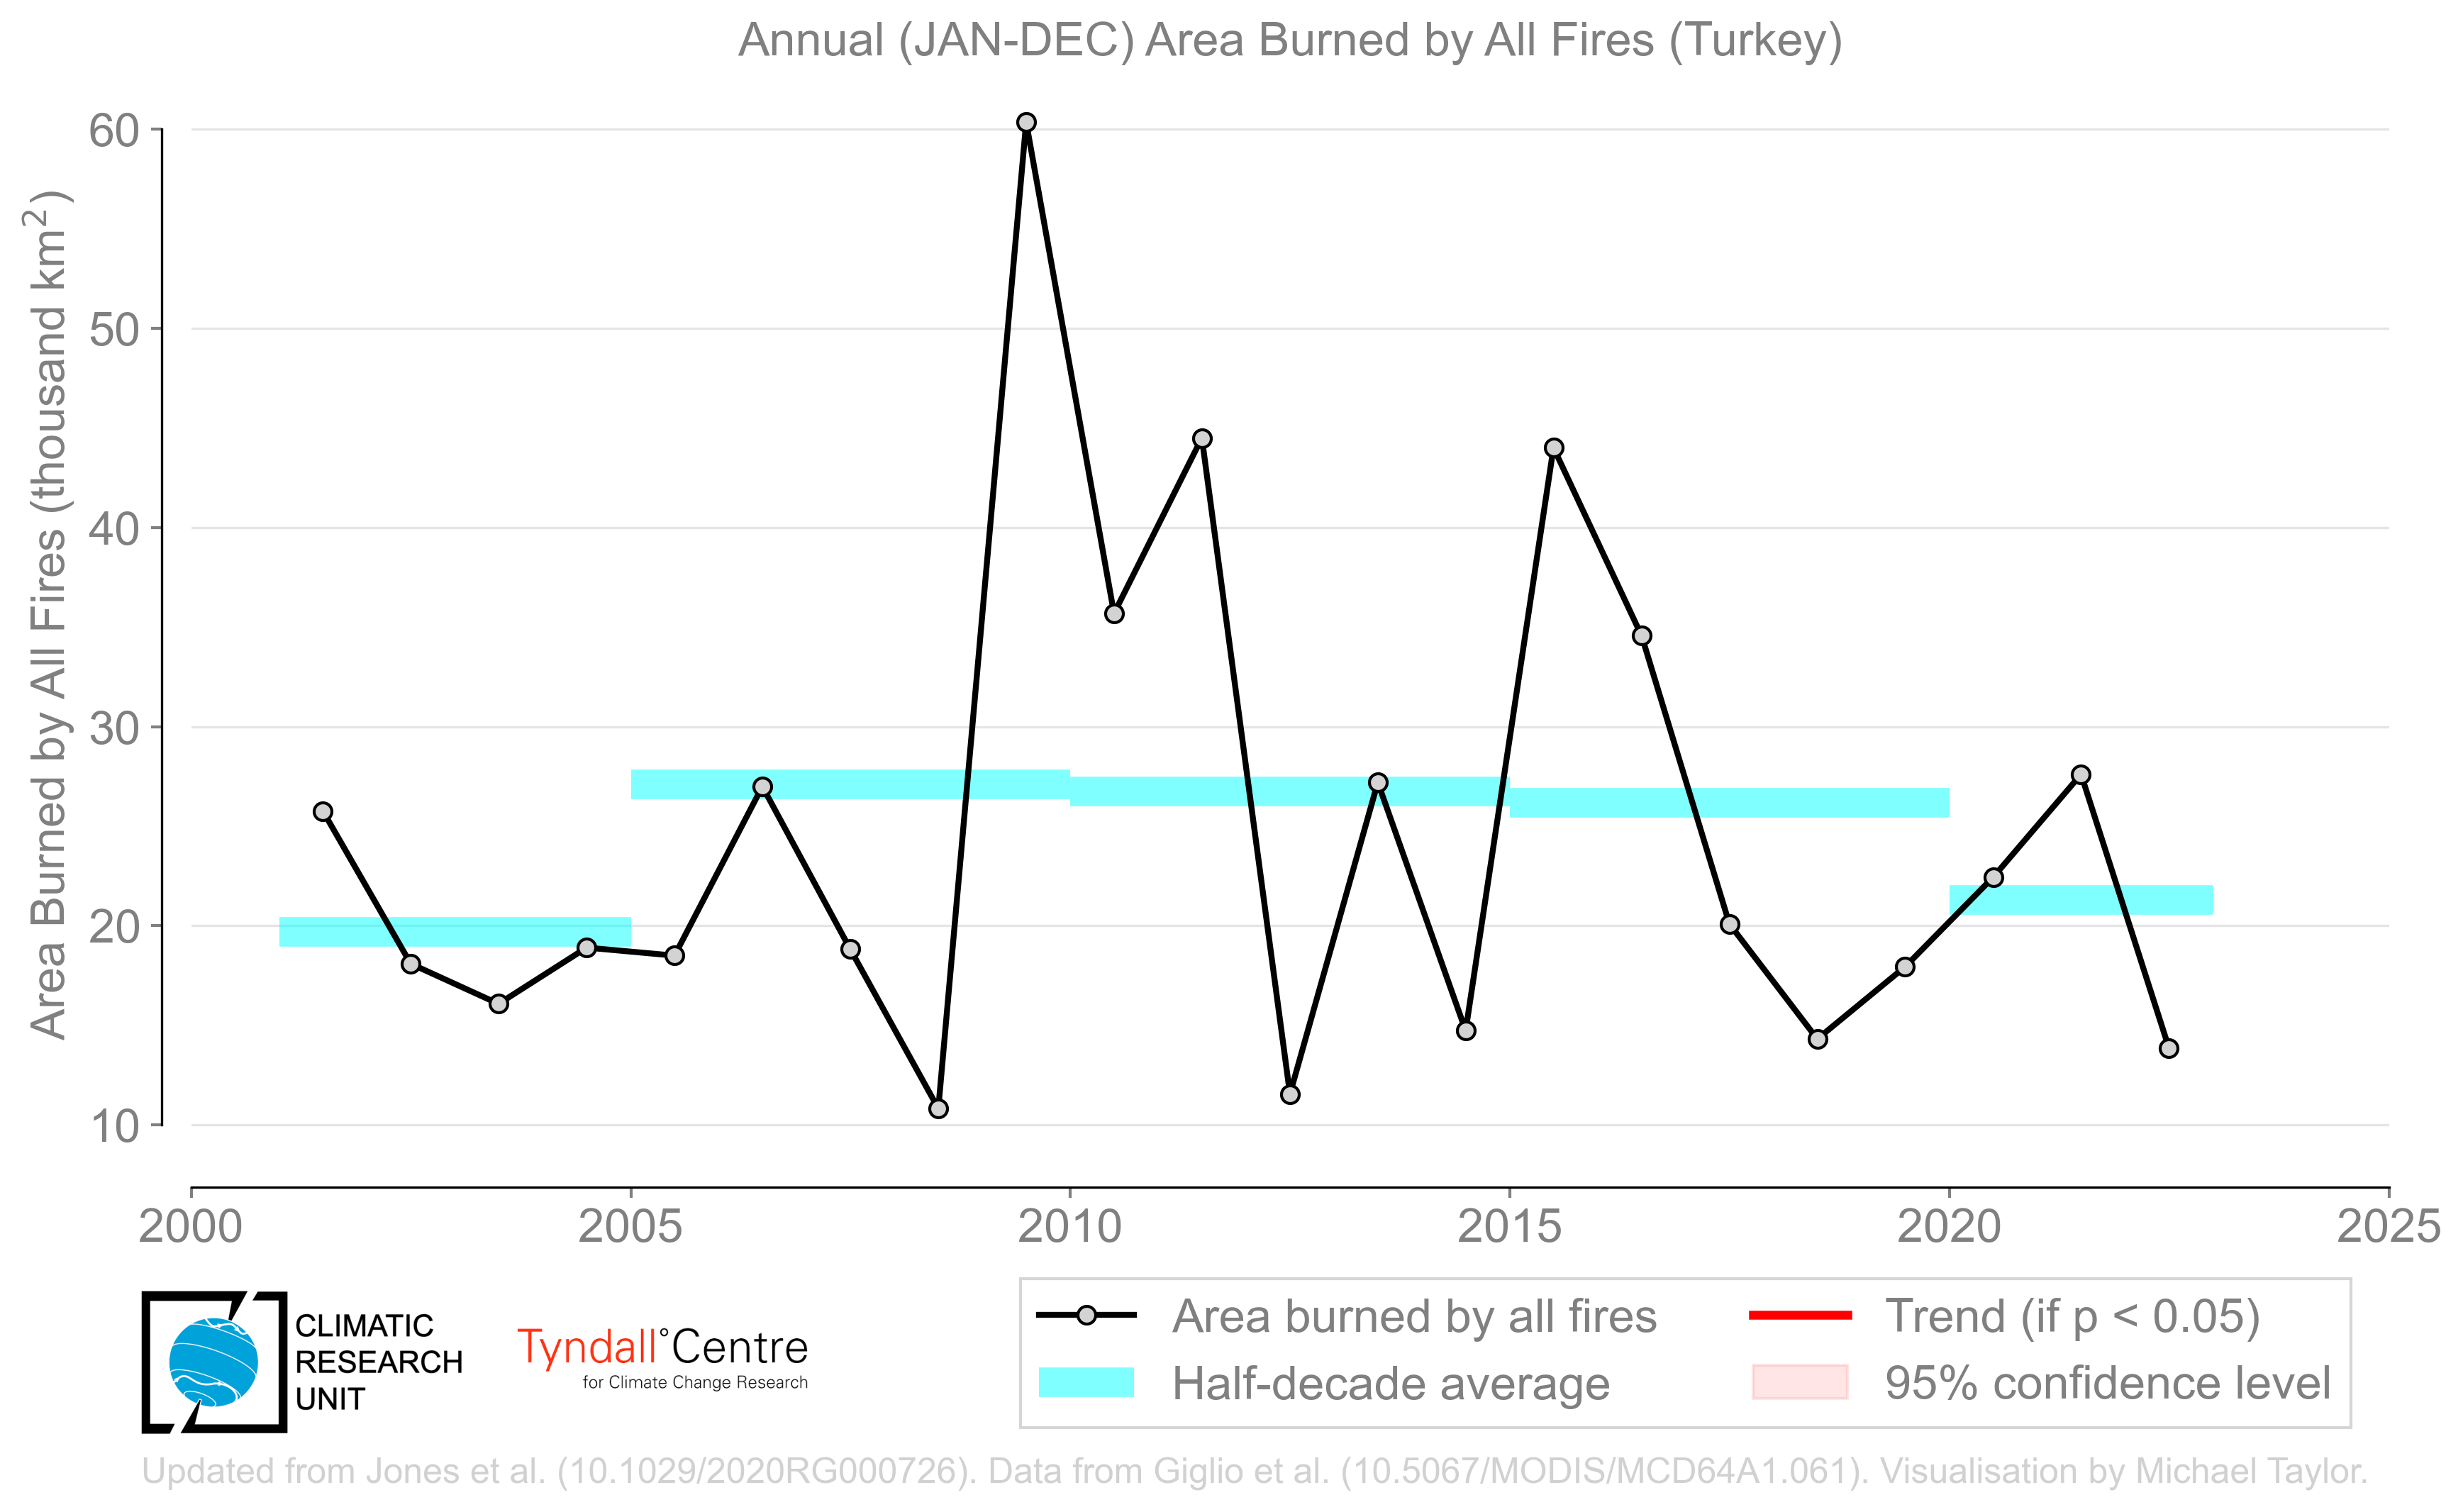 Annual (JAN-DEC) Area Burned by All Fires (Turkey)
Area Burned by All Fires (thousand km²)
60
50
40
30
20
10
2000 2005 2010 2015 2020 2025
CLIMATIC
RESEARCH
UNIT
Tyndall°Centre
for Climate Change Research
Area burned by all fires
Half-decade average
Trend (if p < 0.05)
95% confidence level
Updated from Jones et al. (10.1029/2020RG000726). Data from Giglio et al. (10.5067/MODIS/MCD64A1.061). Visualisation by Michael Taylor.